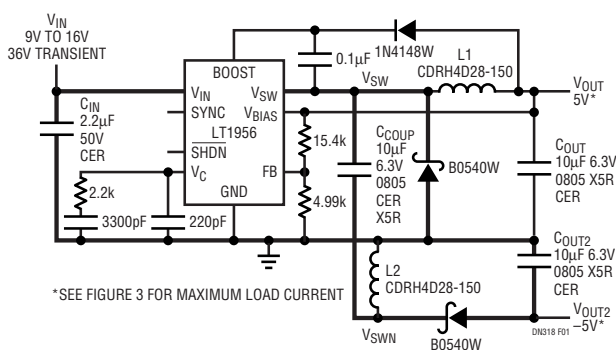 VIN
9V TO 16V
36V TRANSIENT
CIN
2.2µF
50V
CER
2.2k
3300pF
220pF
BOOST
VIN
VSW
SYNC
VBIAS
LT1956
SHDN
VC
FB
GND
0.1µF
1N4148W
VSW
L1
CDRH4D28-150
VOUT
5V*
15.4k
4.99k
CCOUP
10µF
6.3V
0805
CER
X5R
B0540W
COUT
10µF 6.3V
0805 X5R
CER
COUT2
10µF 6.3V
0805 X5R
CER
L2
CDRH4D28-150
*SEE FIGURE 3 FOR MAXIMUM LOAD CURRENT
VSWN
B0540W
VOUT2
–5V*
DN318 F01